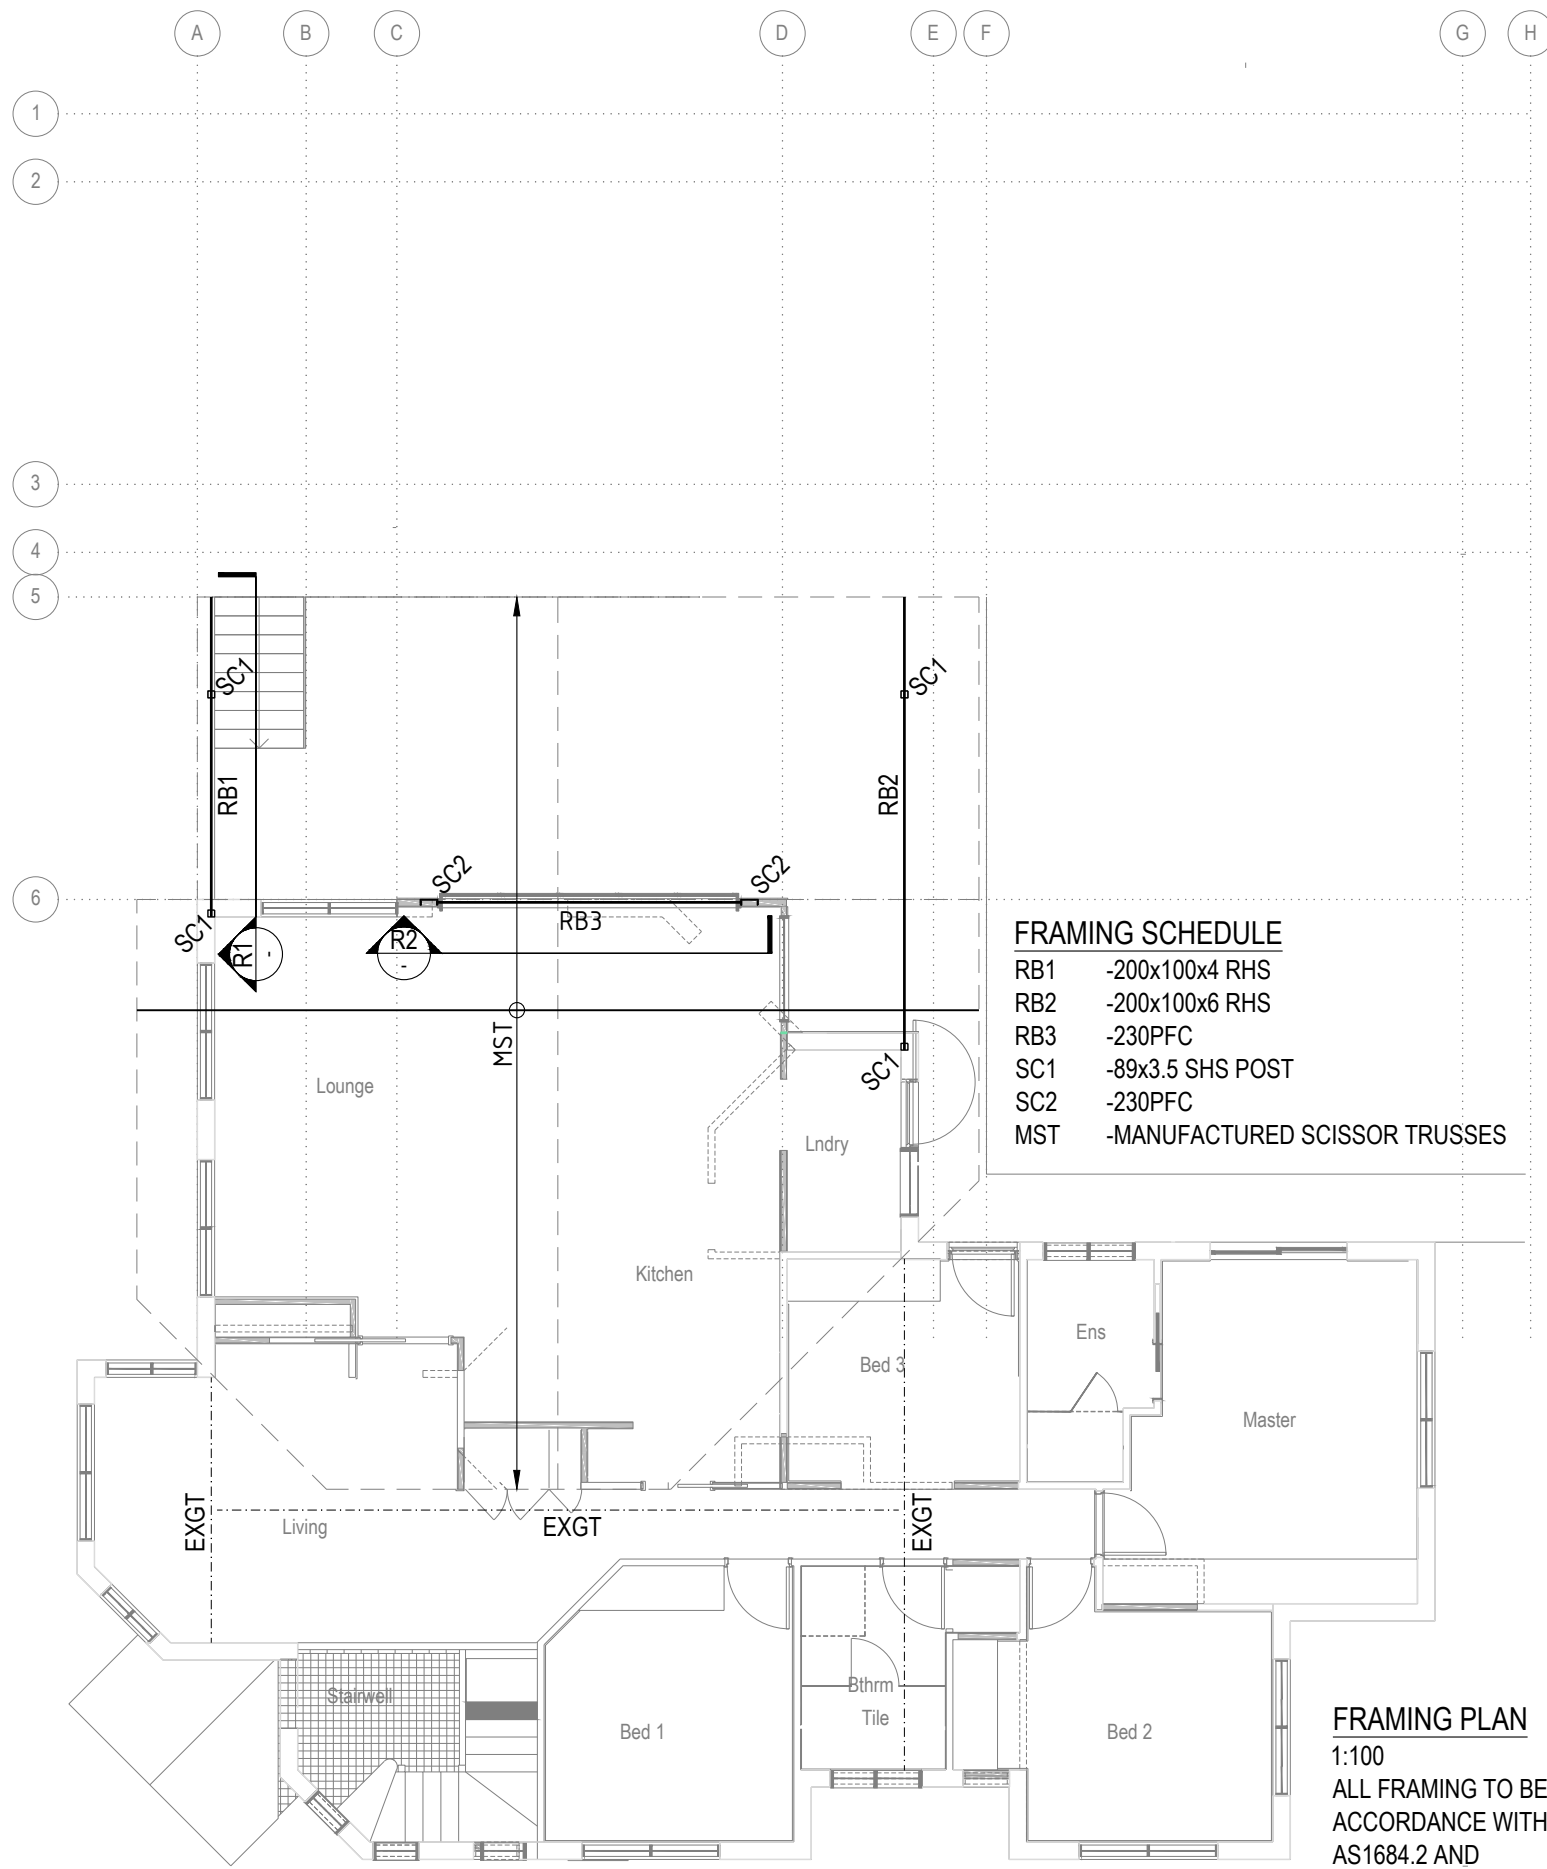 A B C D E F G H
1
2
3
4
5
SC1 SC1
RB1 RB2
6
SC2 SC2
RB3
SC1
R1 -
R2
-
MST
SC1
FRAMING SCHEDULE
RB1 -200x100x4 RHS
RB2 -200x100x6 RHS
RB3 -230PFC
SC1 -89x3.5 SHS POST
SC2 -230PFC
MST -MANUFACTURED SCISSOR TRUSSES
Lounge
Lndry
Kitchen
Ens
Bed 3
Master
EXGT
Living
EXGT
EXGT
Stairwell
Bed 1
Bthrm
Tile
Bed 2
FRAMING PLAN
1:100
ALL FRAMING TO BE
ACCORDANCE WITH
AS1684.2 AND